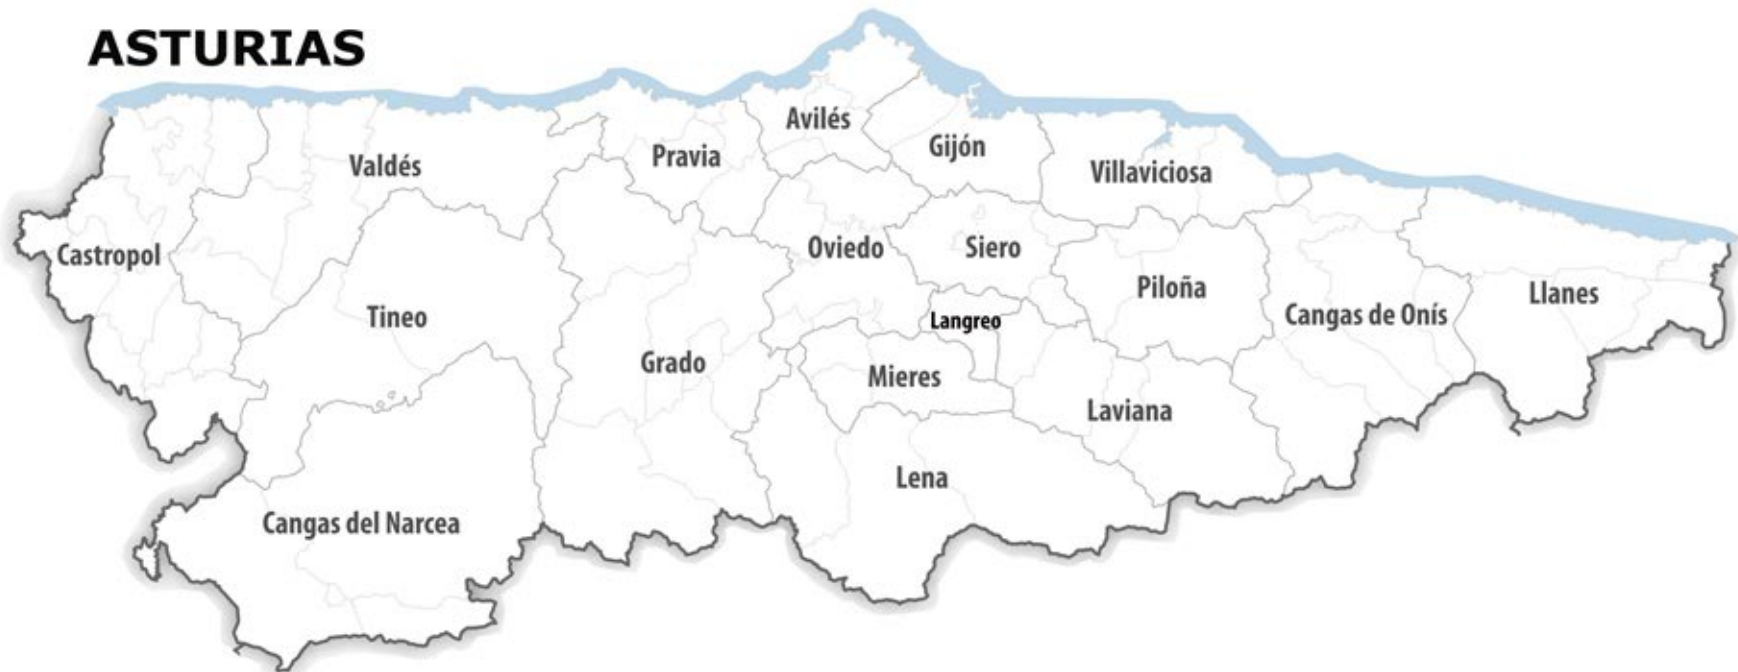 ASTURIAS
Avilés
Gijón
Pravia
Valdés
Villaviciosa
Castropol
Oviedo
Siero
Piloña
Llanes
Tineo
Langreo
Cangas de Onís
Grado
Mieres
Laviana
Lena
Cangas del Narcea